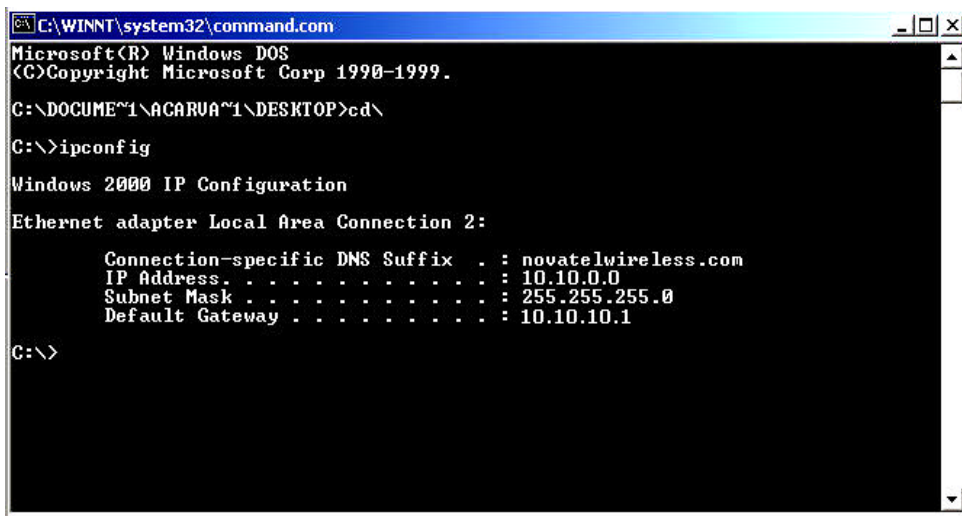 C:\WINNT\system32\command.com
Microsoft(R) Windows DOS
(C)Copyright Microsoft Corp 1990-1999.
C:\DOCUME~1\ACARVA~1\DESKTOP>cd\
C:\>ipconfig
Windows 2000 IP Configuration
Ethernet adapter Local Area Connection 2:
Connection-specific DNS Suffix . : novatelwireless.com
IP Address. . . . . . . . . . . . : 10.10.0.0
Subnet Mask . . . . . . . . . . . : 255.255.255.0
Default Gateway . . . . . . . . . : 10.10.10.1
C:\>